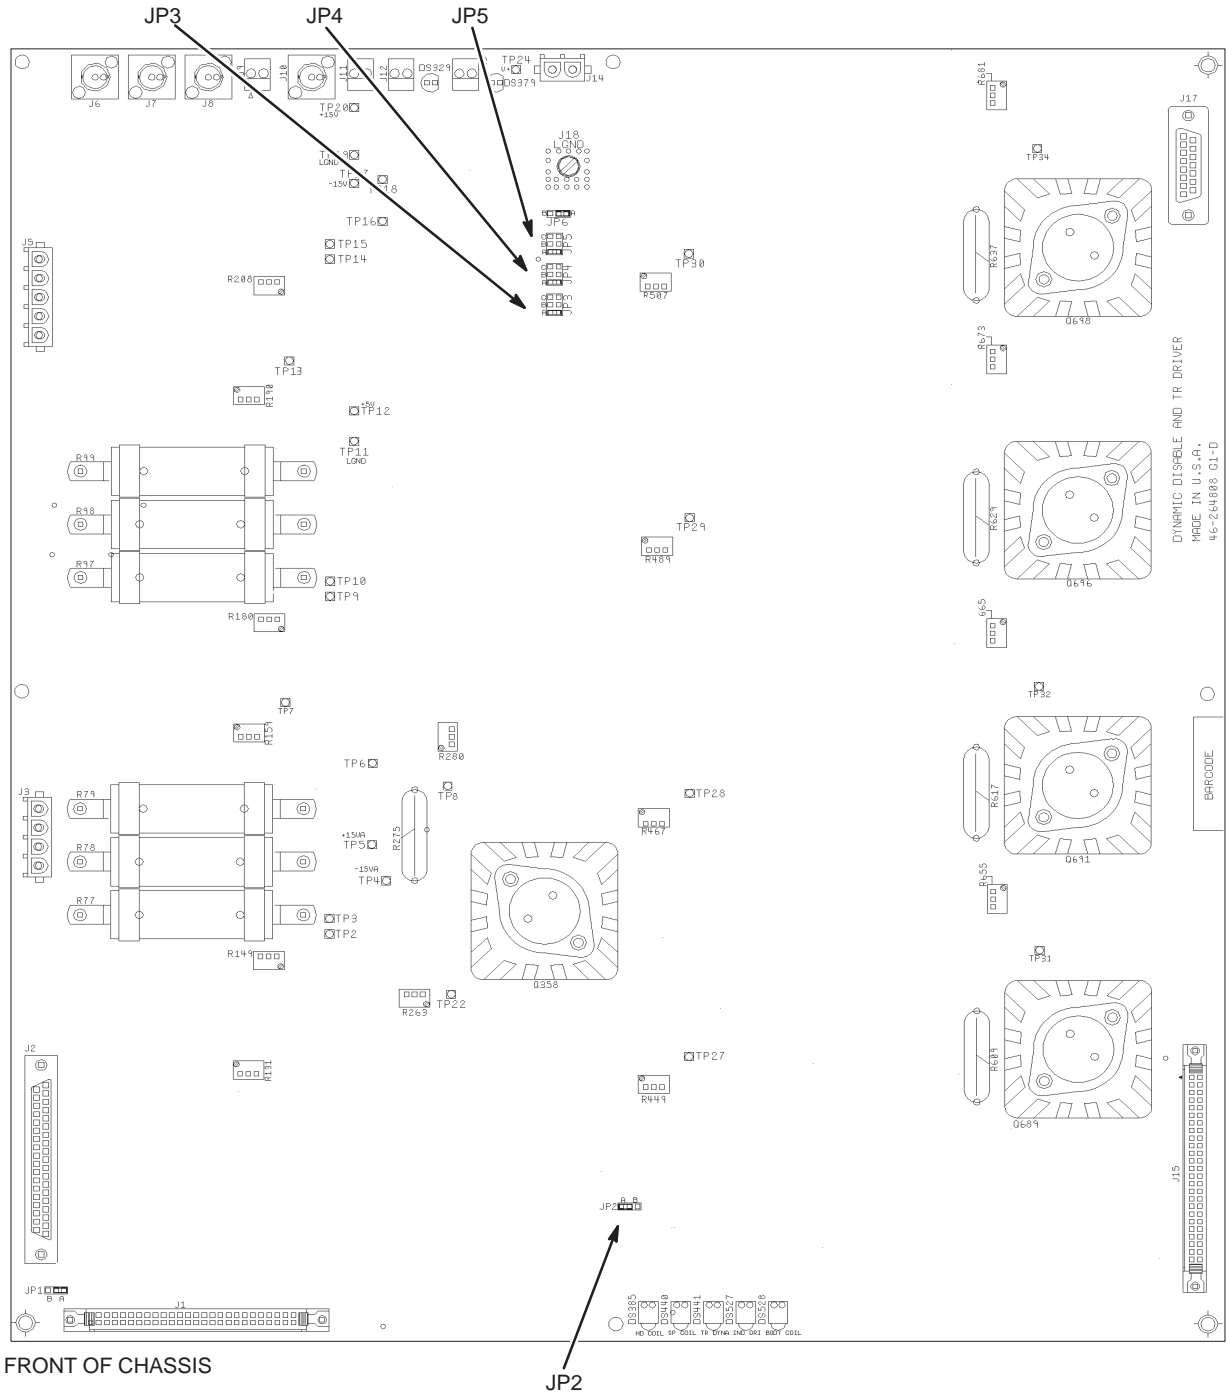 JP3 JP4 JP5
TP24
V+
J6
J7
J8
J10
J11
J12
DS329
DS379
J14
R681
J17
TP20
+15V
LGND
-15V
J18
LGND
TP34
TP16
B A
JP6
J5
TP15
TP14
C B A JP5
C B A JP4
C B A JP3
TP30
R208
R507
R637
Q698
TP13
R190
R673
+5V
TP12
TP11
LGND
DYNAMIC DISABLE AND TR DRIVER
MADE IN U.S.A.
46-264808 G1-D
R99
R98
R97
TP29
R489
R629
Q696
TP10
TP9
R180
665
TP7
R159
TP32
R280
TP6
TP8
BARCODE
J3
R79
R78
R77
TP28
R467
R617
Q691
+15VA
TP5
R275
-15VA
TP4
R655
TP3
TP2
R149
TP31
Q358
TP22
R263
J2
R131
TP27
R449
R609
Q689
J15
A B
JP2
JP1
B A
J1
DS385
DS440
DS441
DS527
DS528
HD COIL
SP COIL
TR DYNA
IND DRI
BODY COIL
FRONT OF CHASSIS
JP2